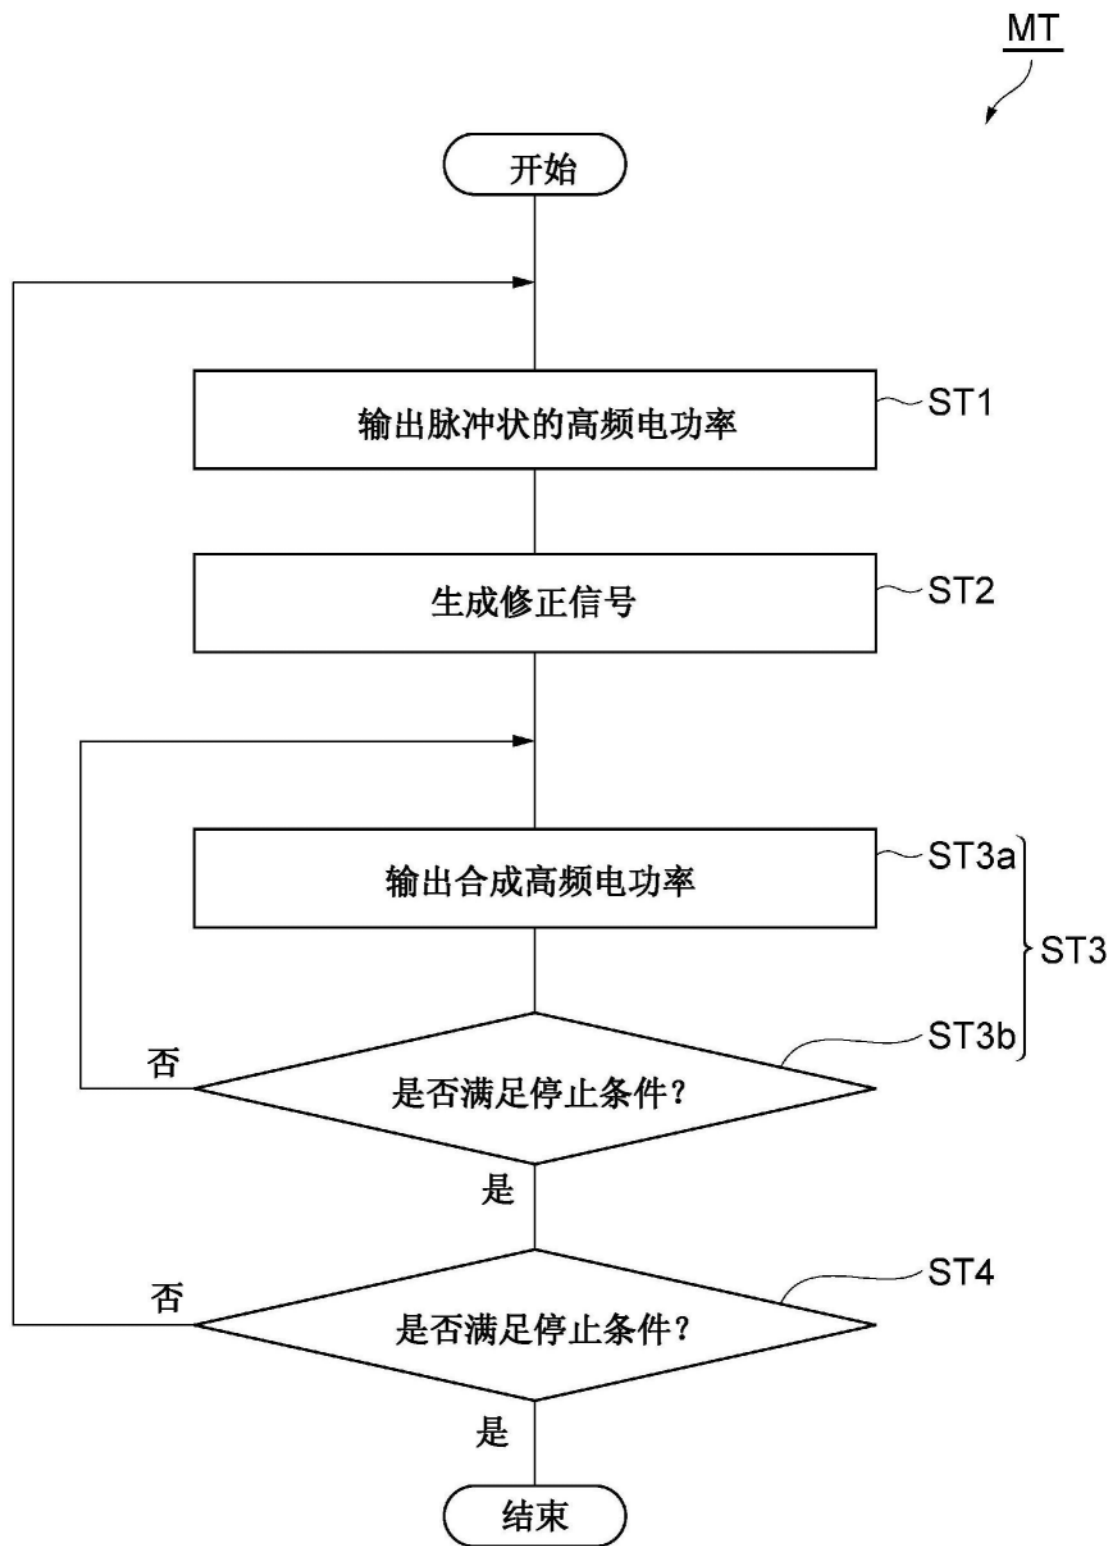 MT
开始
输出脉冲状的高频电功率
ST1
生成修正信号
ST2
输出合成高频电功率
ST3a
ST3
ST3b
否
是否满足停止条件?
是
ST4
否
是否满足停止条件?
是
结束